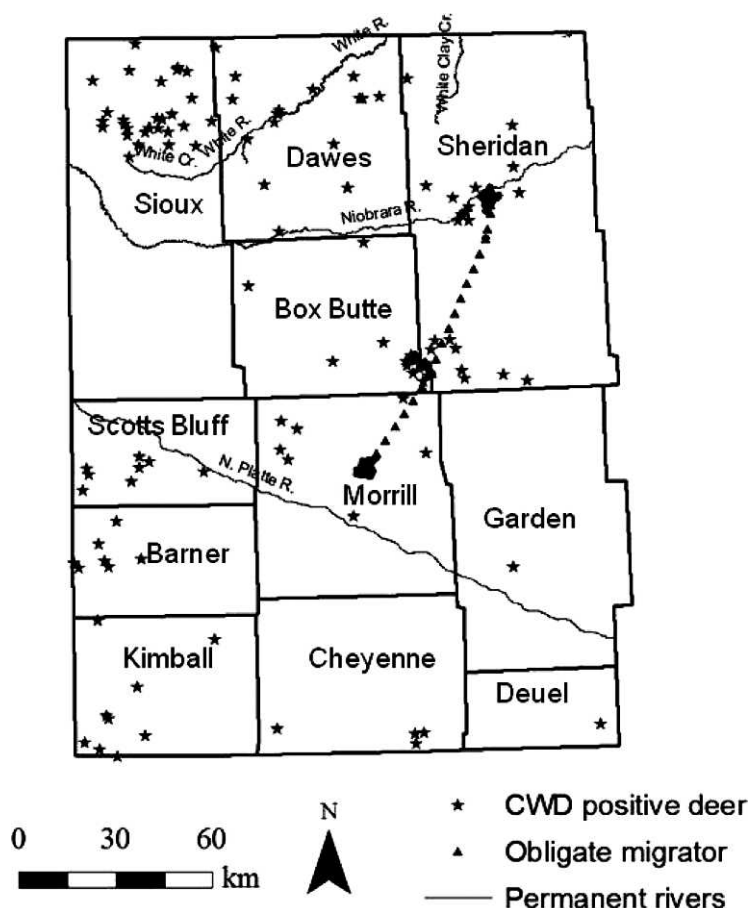 White R.
White Clay Cr.
White R.
White O.
Dawes
Sheridan
Sioux
Niobrara R.
Box Butte
Scotts Bluff
N. Platte R.
Morrill
Garden
Barner
Kimball
Cheyenne
Deuel
N
0 30 60
km
CWD positive deer
Obligate migrator
Permanent rivers